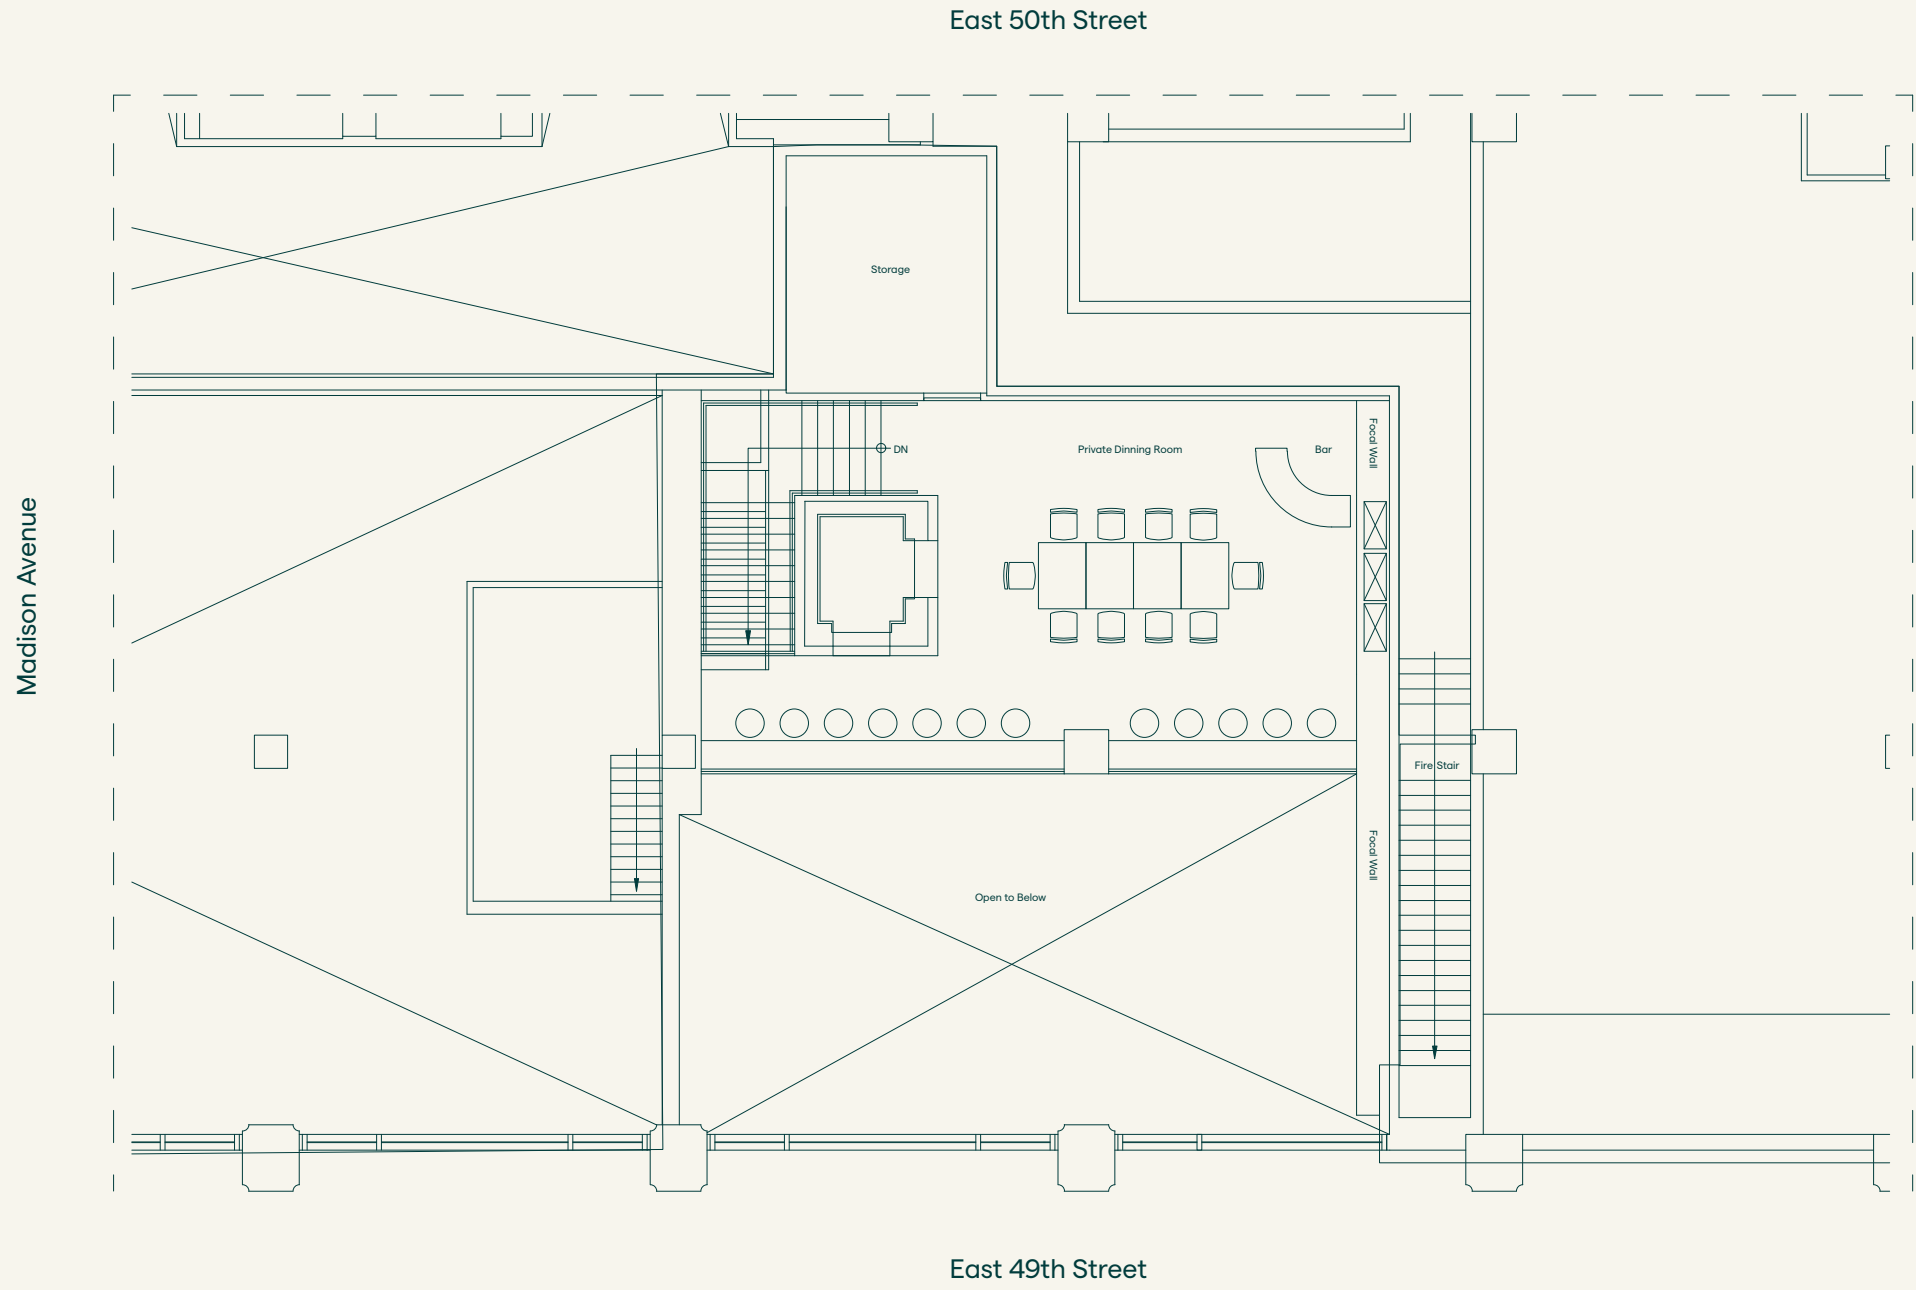 East 50th Street
Madison Avenue
Storage
DN
Private Dinning Room
Bar
Focal Wall
Fire Stair
Focal Wall
Open to Below
East 49th Street